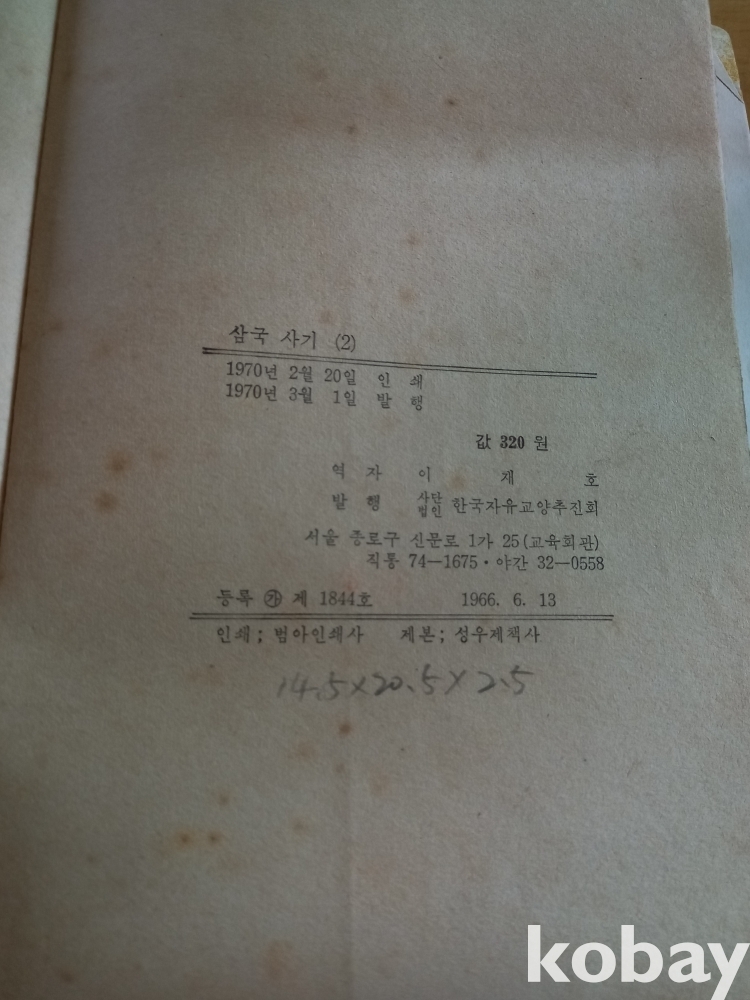 삼국 사기 (2)
1970년 2월 20일 인 쇄
1970년 3월 1일 발 행
값 320 원
역 자 이 재 호
발 행 사단법인 한국자유교양추진회
서울 종로구 신문로 1가 25(교육회관)
직통 74—1675·야간 32—0558
등록 ㉮ 제 1844호 1966. 6. 13
인쇄; 범아인쇄사 제본; 성우제책사
14.5×20.5×2.5
kobay